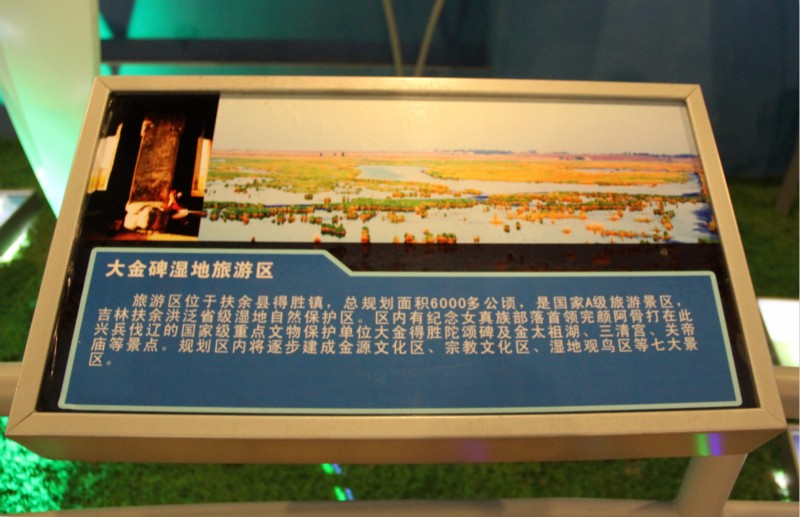 大金碑湿地旅游区
旅游区位于扶余县得胜镇，总规划面积6000多公顷，是国家A级旅游景区，
吉林扶余洪泛省级湿地自然保护区。区内有纪念女真族部落首领完颜阿骨打在此
兴兵伐辽的国家级重点文物保护单位大金得胜陀颂碑及金太祖湖、三清宫、关帝
庙等景点。规划区内将逐步建成金源文化区、宗教文化区、湿地观鸟区等七大景
区。